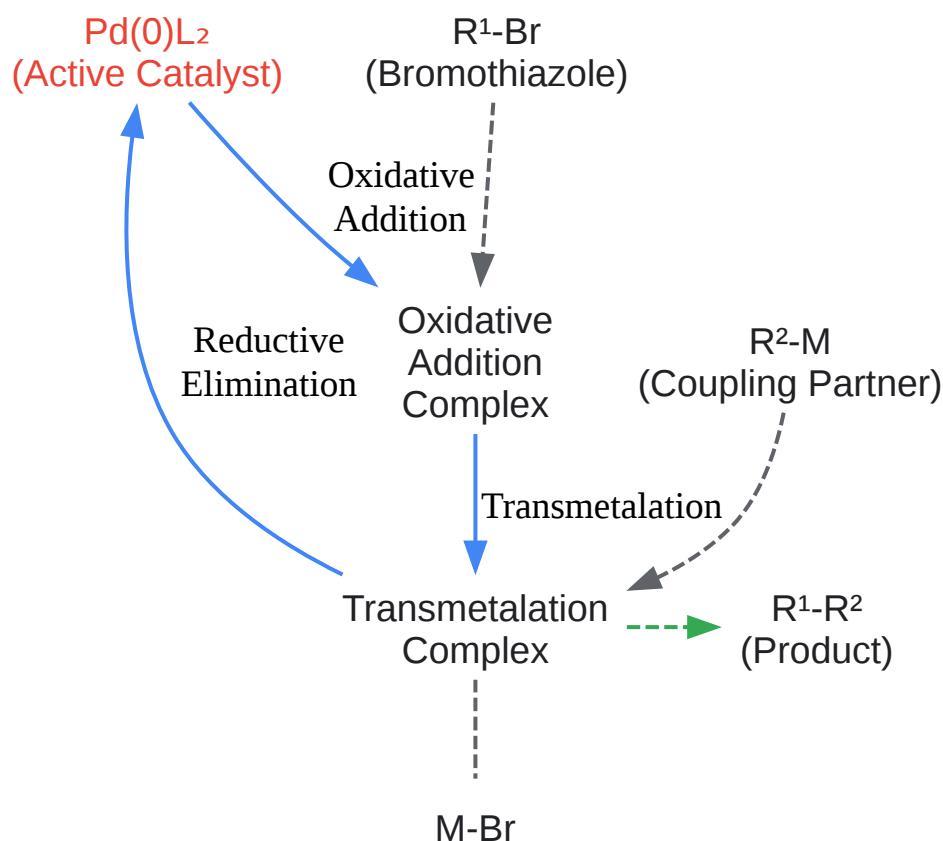 Pd(0)L₂
(Active Catalyst)
R¹-Br
(Bromothiazole)
Oxidative
Addition
Oxidative
Addition
Complex
Reductive
Elimination
R²-M
(Coupling Partner)
Transmetalation
Transmetalation
Complex
R¹-R²
(Product)
M-Br